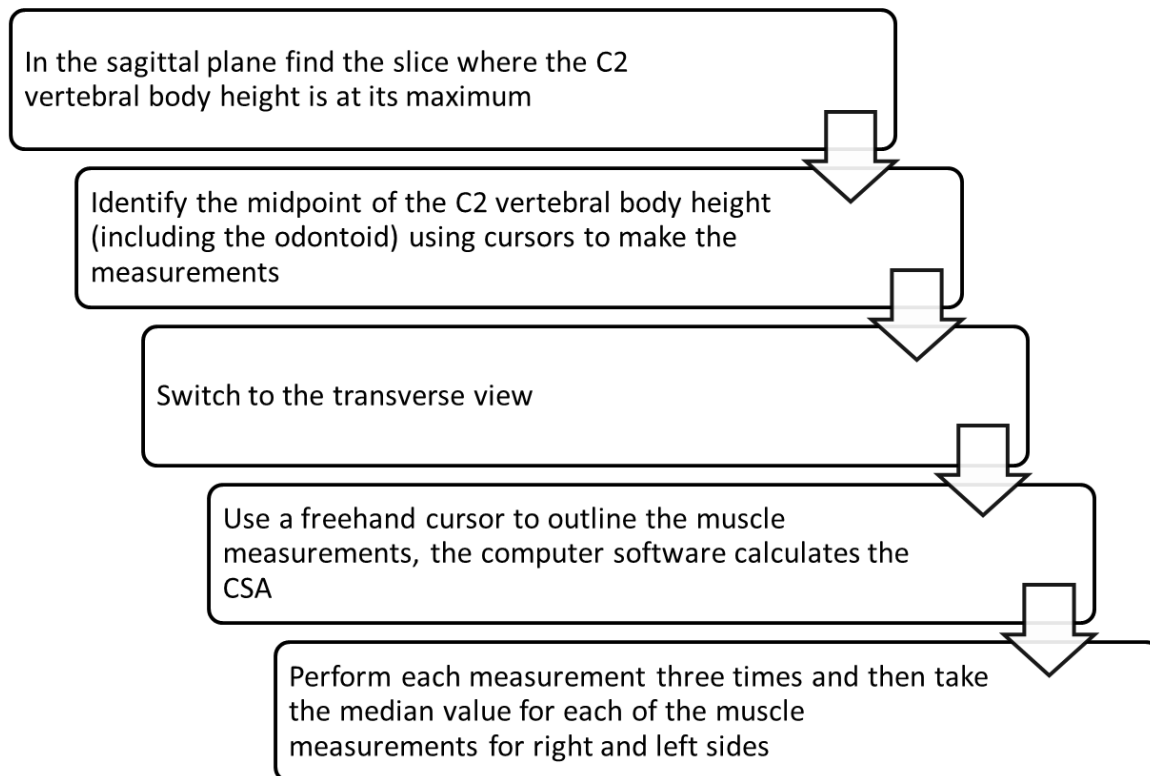 In the sagittal plane find the slice where the C2
vertebral body height is at its maximum
Identify the midpoint of the C2 vertebral body height
(including the odontoid) using cursors to make the
measurements
Switch to the transverse view
Use a freehand cursor to outline the muscle
measurements, the computer software calculates the
CSA
Perform each measurement three times and then take
the median value for each of the muscle
measurements for right and left sides